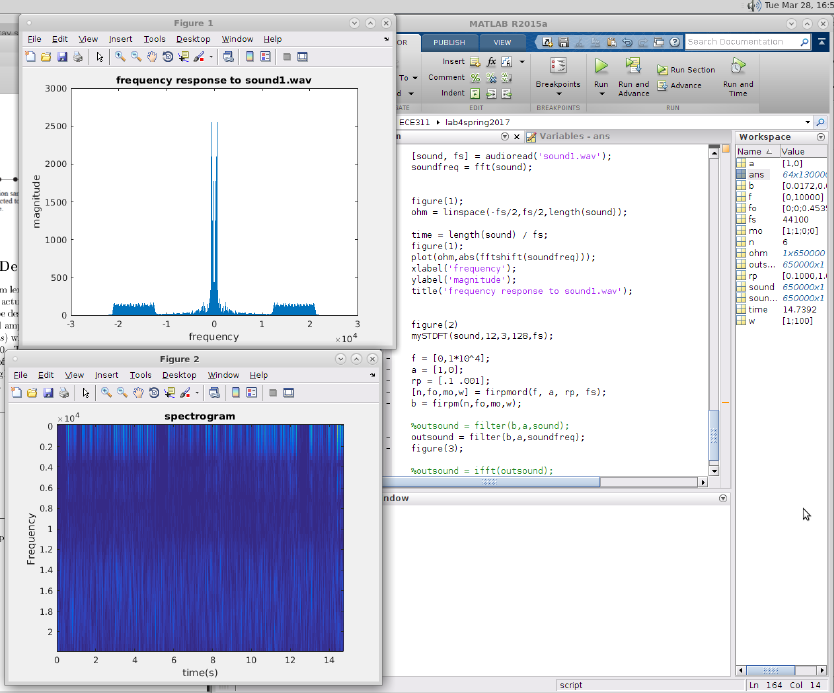 Tue Mar 28, 16:5
Figure 1
File Edit View Insert Tools Desktop Window Help
frequency response to sound1.wav
3000
2500
2000
1500
1000
500
0
magnitude
-3 -2 -1 0 1 2 3
×10⁴
frequency
MATLAB R2015a
OR PUBLISH VIEW
Search Documentation
Insert fx
To Comment
Indent
GATE EDIT
Breakpoints
BREAKPOINTS
Run
Run and Advance
Run Section
Advance
Run and Time
RUN
ECE311 ▸ lab4spring2017
Variables - ans
[sound, fs] = audioread('sound1.wav');
soundfreq = fft(sound);
figure(1);
ohm = linspace(-fs/2,fs/2,length(sound));
time = length(sound) / fs;
figure(1);
plot(ohm,abs(fftshift(soundfreq)));
xlabel('frequency');
ylabel('magnitude');
title('frequency response to sound1.wav');
figure(2)
mySTDFT(sound,12,3,128,fs);
f = [0,1*10^4];
a = [1,0];
rp = [.1 .001];
[n,fo,mo,w] = firpmord(f, a, rp, fs);
b = firpm(n,fo,mo,w);
%outsound = filter(b,a,sound);
outsound = filter[b,a,soundfreq];
figure(3);
%outsound = ifft(outsound);
Workspace
Name Value
a [1,0]
ans 64x130000
b [0.0172,0.
f [0,10000]
fo [0;0;0.453
fs 44100
mo [1;1;0;0]
n 6
ohm 1x650000
outs... 650000x1
rp [0.1000,1.
sound 650000x1
soun... 650000x1
time 14.7392
w [1;100]
Figure 2
File Edit View Insert Tools Desktop Window Help
spectrogram
×10⁴
0
0.2
0.4
0.6
0.8
1
1.2
1.4
1.6
1.8
2
Frequency
0 2 4 6 8 10 12 14
time(s)
ndow
script
Ln 164 Col 14